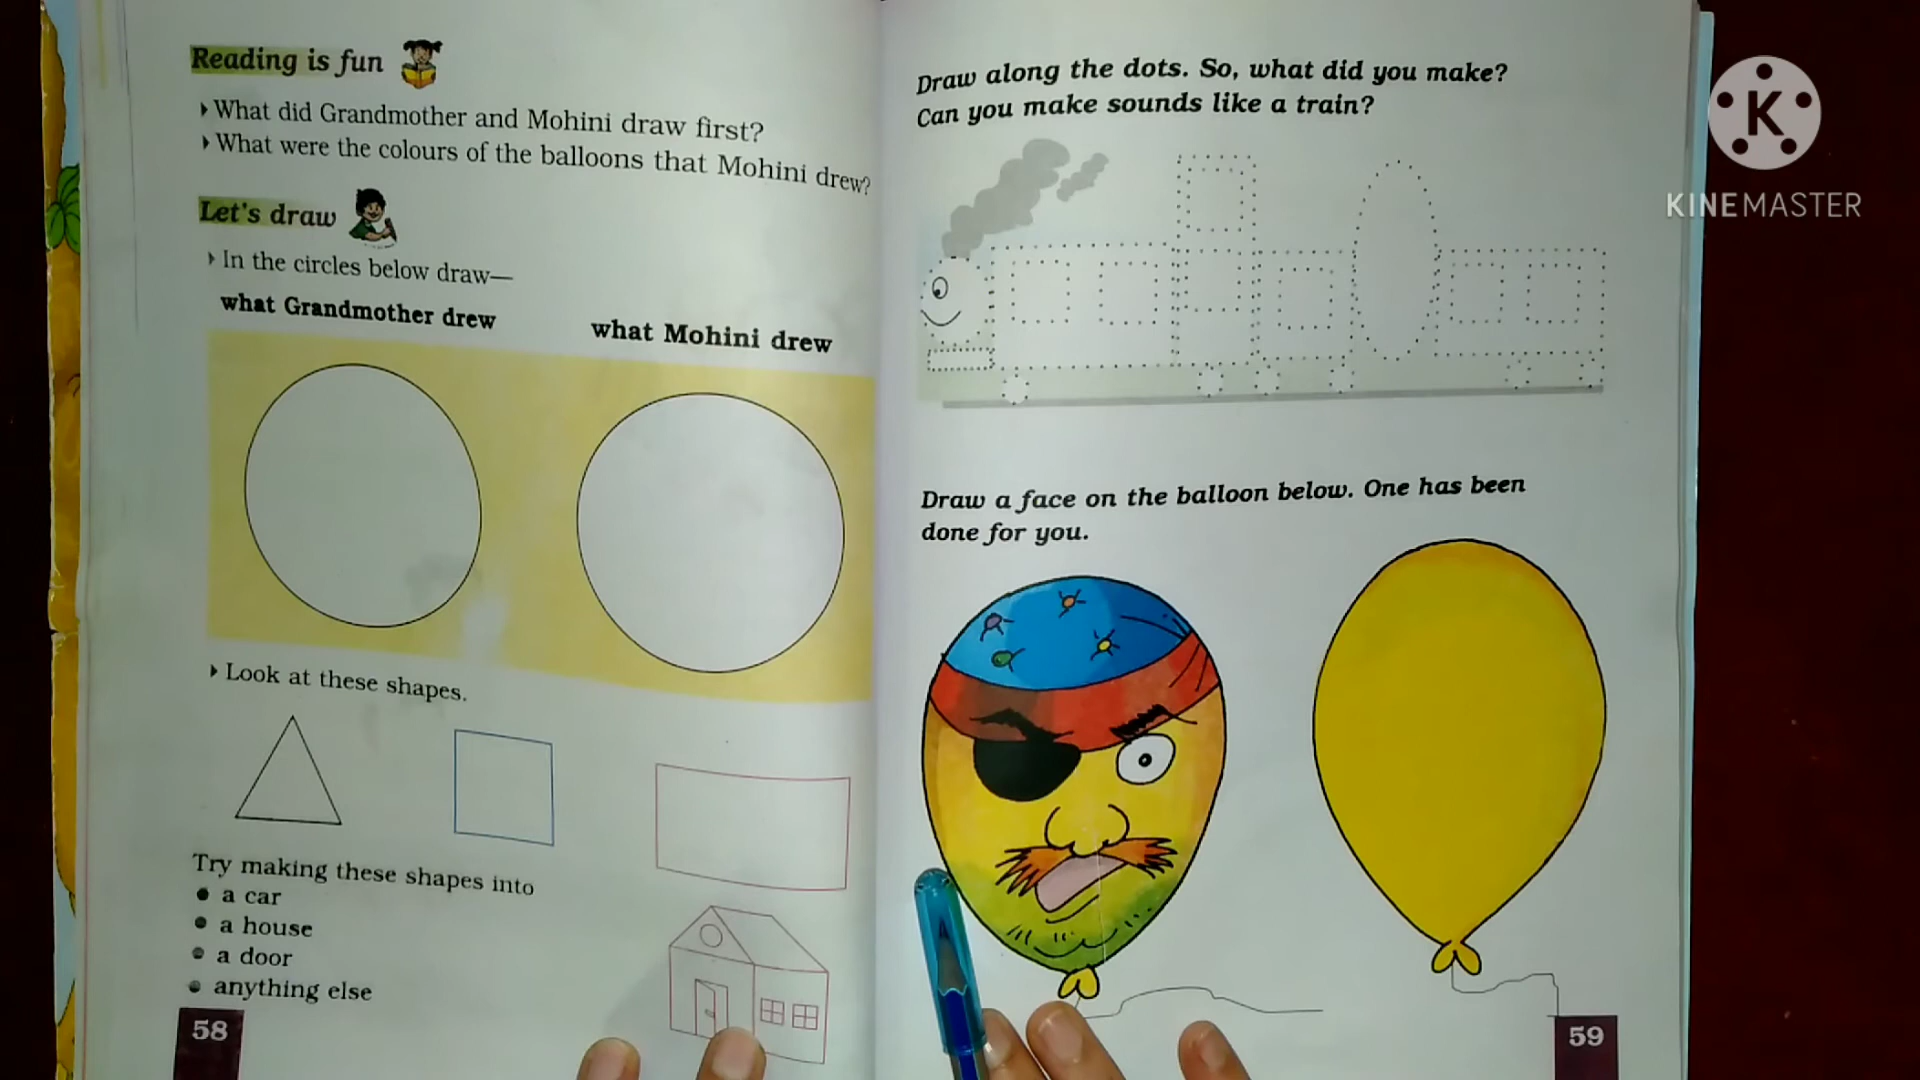 Reading is fun
What did Grandmother and Mohini draw first?
What were the colours of the balloons that Mohini drew?
Let's draw
In the circles below draw—
what Grandmother drew
what Mohini drew
Look at these shapes.
Try making these shapes into
a car
a house
a door
anything else
58
Draw along the dots. So, what did you make?
Can you make sounds like a train?
Draw a face on the balloon below. One has been
done for you.
59
K
KINEMASTER